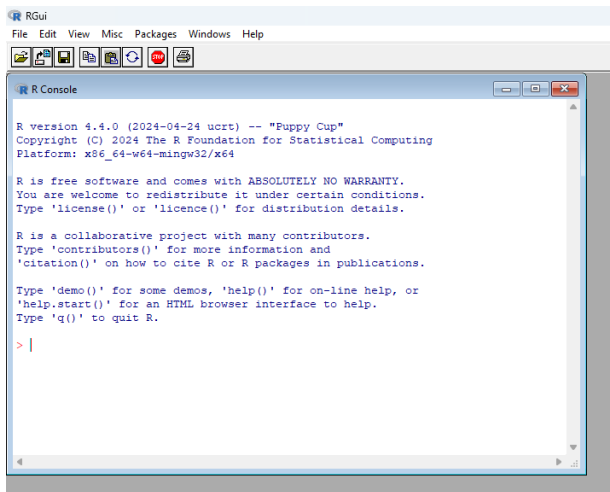 RGui
File Edit View Misc Packages Windows Help
STOP
R Console
R version 4.4.0 (2024-04-24 ucrt) -- "Puppy Cup"
Copyright (C) 2024 The R Foundation for Statistical Computing
Platform: x86_64-w64-mingw32/x64
R is free software and comes with ABSOLUTELY NO WARRANTY.
You are welcome to redistribute it under certain conditions.
Type 'license()' or 'licence()' for distribution details.
R is a collaborative project with many contributors.
Type 'contributors()' for more information and
'citation()' on how to cite R or R packages in publications.
Type 'demo()' for some demos, 'help()' for on-line help, or
'help.start()' for an HTML browser interface to help.
Type 'q()' to quit R.
>